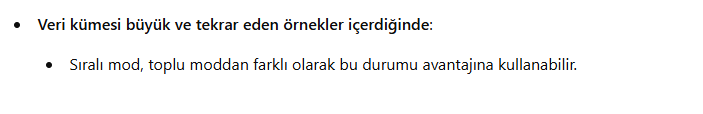 Veri kümesi büyük ve tekrar eden örnekler içerdiğinde:
Sıralı mod, toplu moddan farklı olarak bu durumu avantajına kullanabilir.